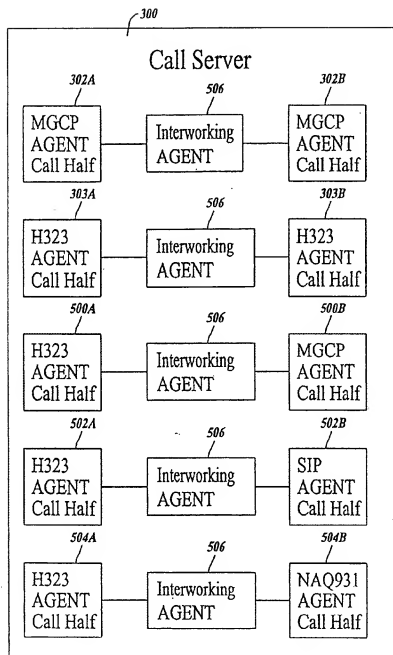 300
Call Server
302A
506
302B
MGCP
AGENT
Call Half
Interworking
AGENT
MGCP
AGENT
Call Half
303A
506
303B
H323
AGENT
Call Half
Interworking
AGENT
H323
AGENT
Call Half
500A
506
500B
H323
AGENT
Call Half
Interworking
AGENT
MGCP
AGENT
Call Half
502A
506
502B
H323
AGENT
Call Half
Interworking
AGENT
SIP
AGENT
Call Half
504A
506
504B
H323
AGENT
Call Half
Interworking
AGENT
NAQ931
AGENT
Call Half